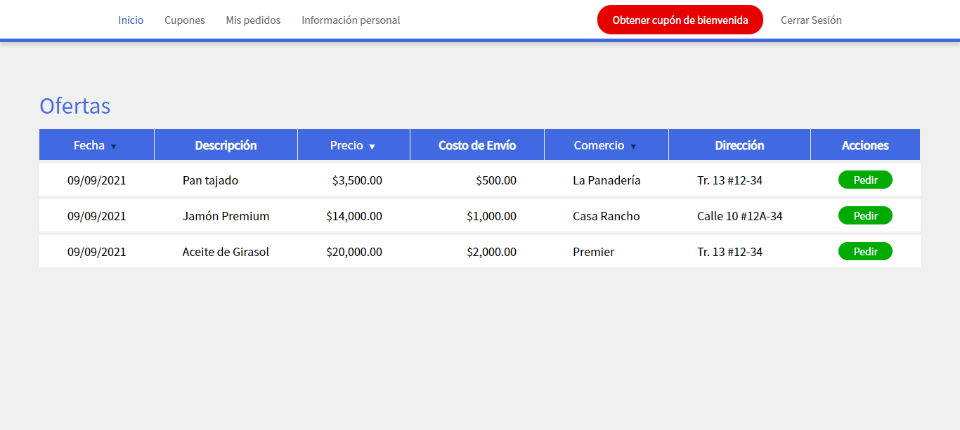 Inicio Cupones Mis pedidos Información personal Obtener cupón de bienvenida Cerrar Sesión
Ofertas
Fecha ▼ Descripción Precio ▼ Costo de Envío Comercio ▼ Dirección Acciones
09/09/2021 Pan tajado $3,500.00 $500.00 La Panadería Tr. 13 #12-34 Pedir
09/09/2021 Jamón Premium $14,000.00 $1,000.00 Casa Rancho Calle 10 #12A-34 Pedir
09/09/2021 Aceite de Girasol $20,000.00 $2,000.00 Premier Tr. 13 #12-34 Pedir